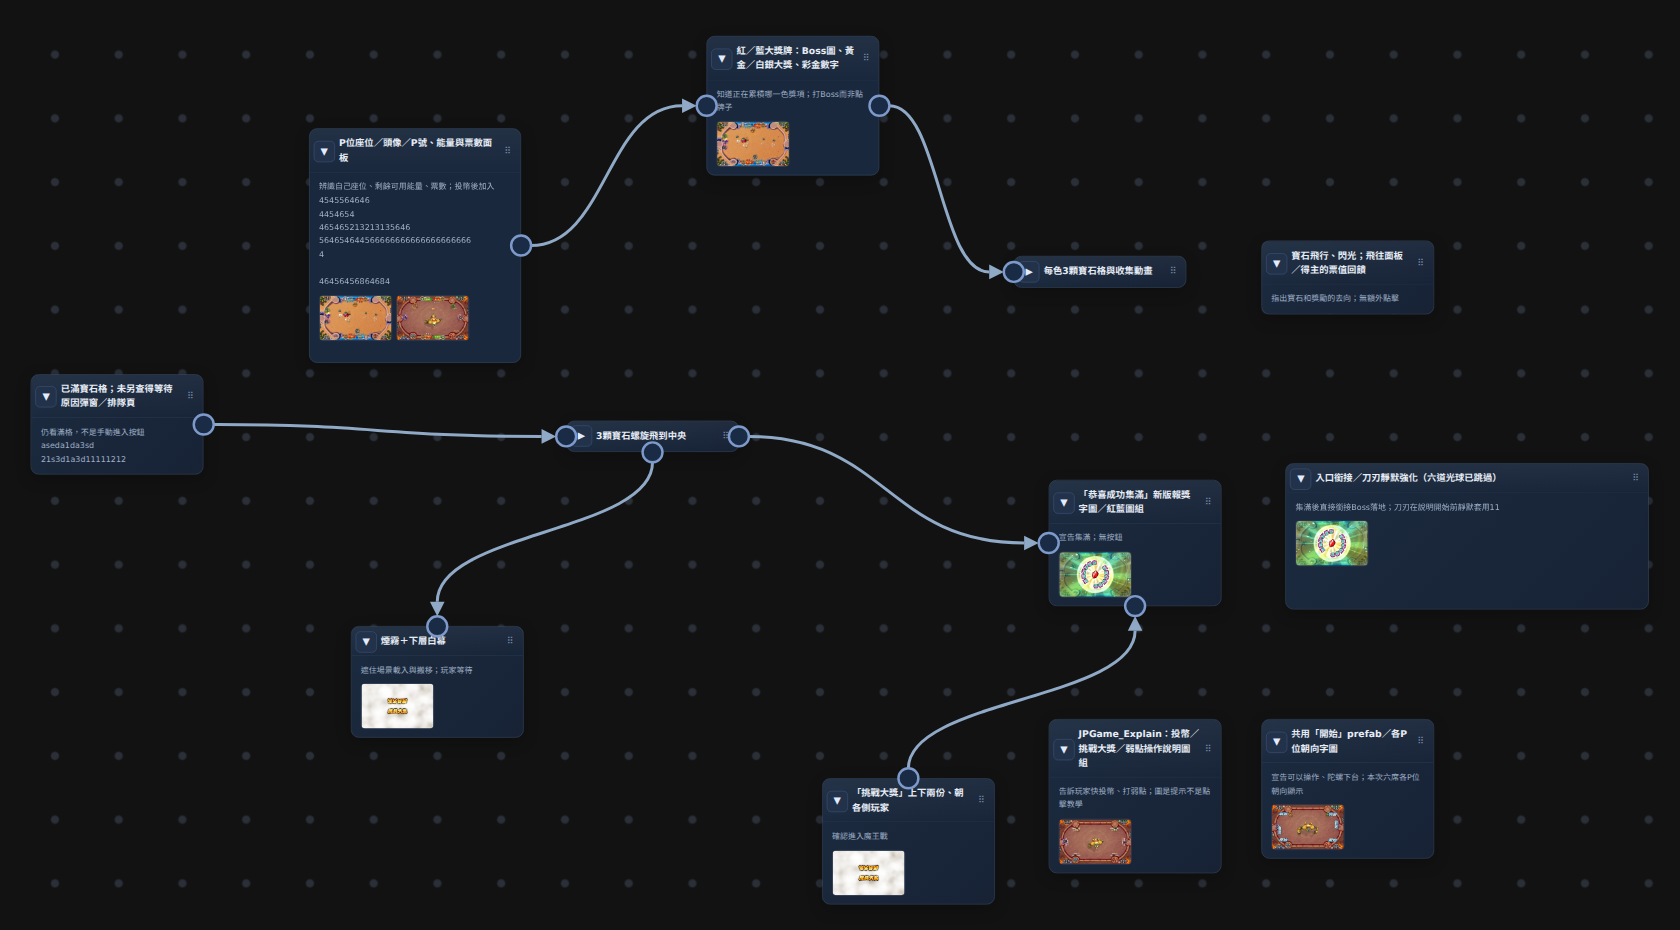 紅／藍大獎牌：Boss圖、黃
金／白銀大獎、彩金數字
知道正在累積哪一色獎項；打Boss而非點
牌子
P位座位／頭像／P號、能量與票數面
板
辨識自己座位、剩餘可用能量、票數；投幣後加入
4545564646
4454654
465465213213135646
4
46456456864684
每色3顆寶石格與收集動畫
寶石飛行、閃光；飛往面板
／得主的票值回饋
指出寶石和獎勵的去向；無額外點擊
已滿寶石格；未另查得等待
原因彈窗／排隊頁
仍看滿格，不是手動進入按鈕
aseda1da3sd
21s3d1a3d11111212
3顆寶石螺旋飛到中央
「恭喜成功集滿」新版報獎
字圖／紅藍圖組
宣告集滿；無按鈕
入口銜接／刀刃靜默強化（六道光球已跳過）
集滿後直接銜接Boss落地；刀刃在說明開始前靜默套用11
煙霧＋下層白幕
遮住場景載入與搬移；玩家等待
「挑戰大獎」上下兩份、朝
各側玩家
確認進入魔王戰
JPGame_Explain：投幣／
挑戰大獎／弱點操作說明圖
組
告訴玩家快投幣、打弱點；圖是提示不是點
擊教學
共用「開始」prefab／各P
位朝向字圖
宣告可以操作、陀螺下台；本次六席各P位
朝向顯示